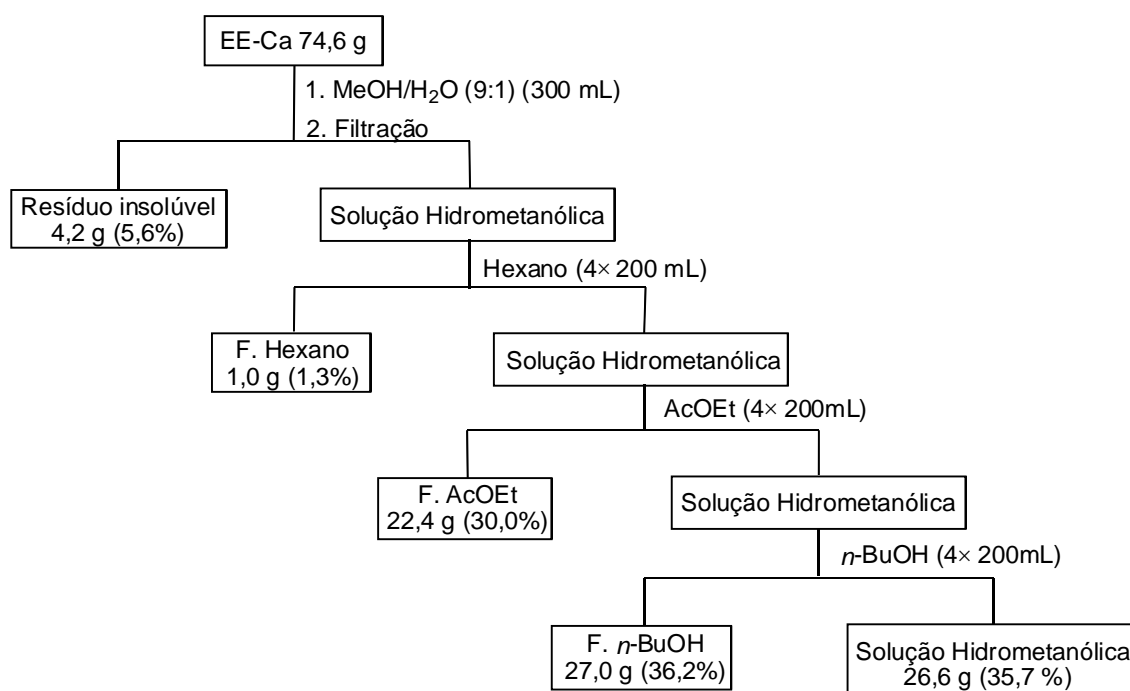 EE-Ca 74,6 g
1. MeOH/H₂O (9:1) (300 mL)
2. Filtração
Resíduo insolúvel
4,2 g (5,6%)
Solução Hidrometanólica
Hexano (4× 200 mL)
F. Hexano
1,0 g (1,3%)
Solução Hidrometanólica
AcOEt (4× 200mL)
F. AcOEt
22,4 g (30,0%)
Solução Hidrometanólica
n-BuOH (4× 200mL)
F. n-BuOH
27,0 g (36,2%)
Solução Hidrometanólica
26,6 g (35,7 %)